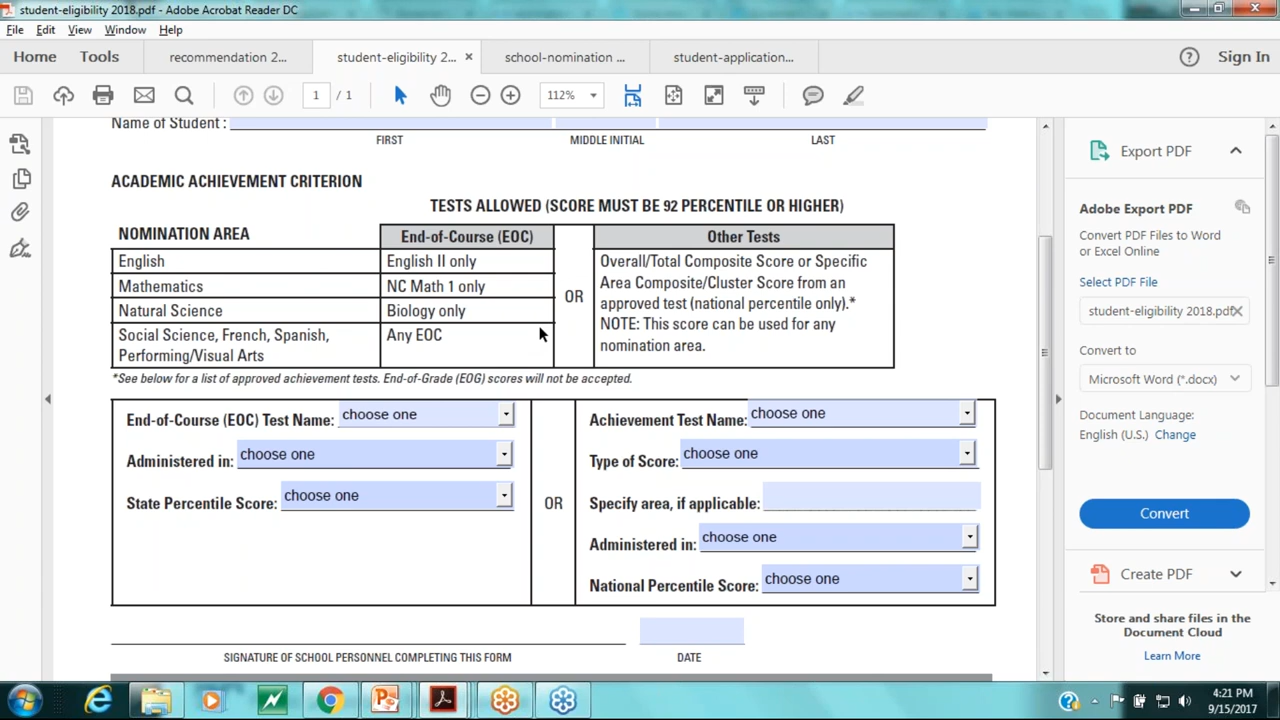 student-eligibility 2018.pdf - Adobe Acrobat Reader DC
File Edit View Window Help
Home Tools recommendation 2... student-eligibility 2... × school-nomination ... student-application... Sign In
1 / 1 112%
Name of Student :
FIRST MIDDLE INITIAL LAST
ACADEMIC ACHIEVEMENT CRITERION
TESTS ALLOWED (SCORE MUST BE 92 PERCENTILE OR HIGHER)
NOMINATION AREA End-of-Course (EOC) Other Tests
English English II only
Mathematics NC Math 1 only
Natural Science Biology only
Social Science, French, Spanish, Any EOC
Performing/Visual Arts
OR
Overall/Total Composite Score or Specific
Area Composite/Cluster Score from an
approved test (national percentile only).*
NOTE: This score can be used for any
nomination area.
*See below for a list of approved achievement tests. End-of-Grade (EOG) scores will not be accepted.
End-of-Course (EOC) Test Name: choose one
Administered in: choose one
State Percentile Score: choose one
OR
Achievement Test Name: choose one
Type of Score: choose one
Specify area, if applicable:
Administered in: choose one
National Percentile Score: choose one
SIGNATURE OF SCHOOL PERSONNEL COMPLETING THIS FORM DATE
Export PDF
Adobe Export PDF
Convert PDF Files to Word
or Excel Online
Select PDF File
student-eligibility 2018.pdf
Convert to
Microsoft Word (*.docx)
Document Language:
English (U.S.) Change
Convert
Create PDF
Store and share files in the
Document Cloud
Learn More
4:21 PM
9/15/2017